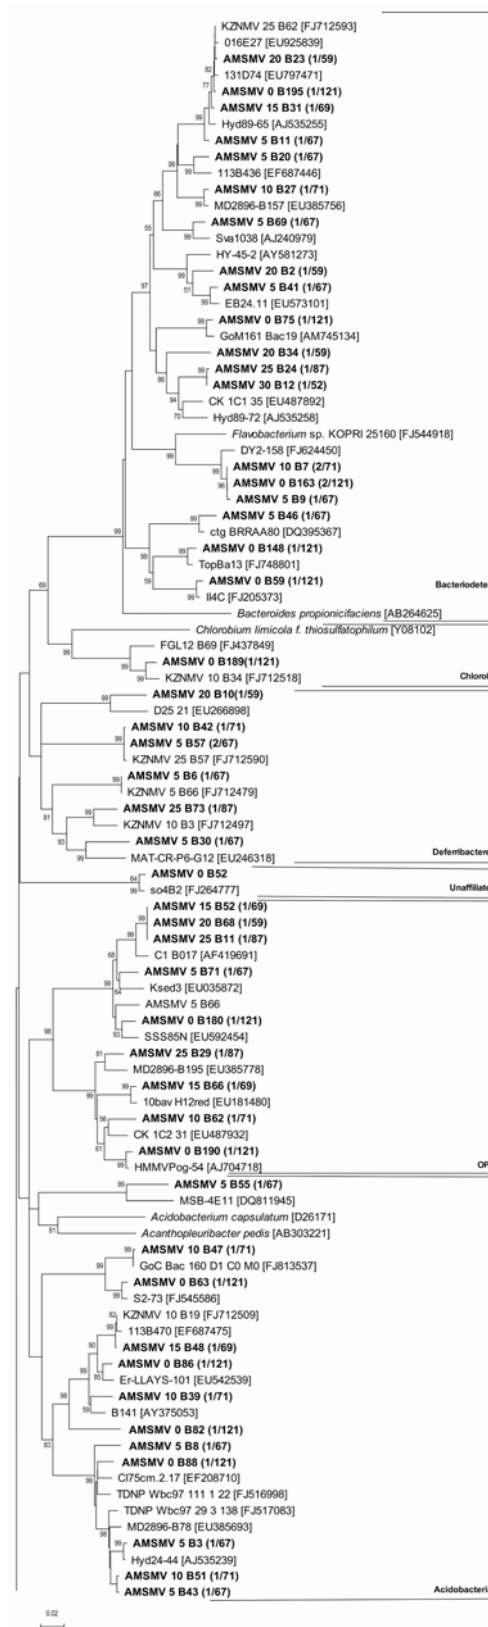 KZNMV 25 B62 [FJ712593]
016E27 [EU925839]
AMSMV 20 B23 (1/59)
131D74 [EU797471]
AMSMV 0 B195 (1/121)
AMSMV 15 B31 (1/69)
Hyd89-65 [AJ535255]
AMSMV 5 B11 (1/67)
AMSMV 5 B20 (1/67)
113B436 [EF687446]
AMSMV 10 B27 (1/71)
MD2896-B157 [EU385756]
AMSMV 5 B69 (1/67)
Sva1038 [AJ240979]
HY-45-2 [AY581273]
AMSMV 20 B2 (1/59)
AMSMV 5 B41 (1/67)
EB24.11 [EU573101]
AMSMV 0 B75 (1/121)
GoM161 Bac19 [AM745134]
AMSMV 20 B34 (1/59)
AMSMV 25 B24 (1/87)
AMSMV 30 B12 (1/52)
CK 1C1 35 [EU487892]
Hyd89-72 [AJ535258]
Flavobacterium sp. KOPRI 25160 [FJ544918]
DY2-158 [FJ624450]
AMSMV 10 B7 (2/71)
AMSMV 0 B163 (2/121)
AMSMV 5 B9 (1/67)
AMSMV 5 B46 (1/67)
ctg BRRAA80 [DQ395367]
AMSMV 0 B148 (1/121)
TopBa13 [FJ748801]
AMSMV 0 B59 (1/121)
Bacteriodete
II4C [FJ205373]
Bacteroides propionicifaciens [AB264625]
Chlorobium limicola f. thiosulfatophilum [Y08102]
FGL12 B69 [FJ437849]
AMSMV 0 B189(1/121)
KZNMV 10 B34 [FJ712518]
AMSMV 20 B10(1/59)
D25 21 [EU266898]
AMSMV 10 B42 (1/71)
AMSMV 5 B57 (2/67)
KZNMV 25 B57 [FJ712590]
AMSMV 5 B6 (1/67)
KZNMV 5 B66 [FJ712479]
AMSMV 25 B73 (1/87)
KZNMV 10 B3 [FJ712497]
AMSMV 5 B30 (1/67)
Deferribacter
MAT-CR-P6-G12 [EU246318]
AMSMV 0 B52
so4B2 [FJ264777]
Unaffiliate
AMSMV 15 B52 (1/69)
AMSMV 20 B68 (1/59)
AMSMV 25 B11 (1/87)
C1 B017 [AF419691]
AMSMV 5 B71 (1/67)
Ksed3 [EU035872]
AMSMV 5 B66
AMSMV 0 B180 (1/121)
SSS85N [EU592454]
AMSMV 25 B29 (1/87)
MD2896-B195 [EU385778]
AMSMV 15 B66 (1/69)
10bav H12red [EU181480]
AMSMV 10 B62 (1/71)
CK 1C2 31 [EU487932]
AMSMV 0 B190 (1/121)
HMMVPog-54 [AJ704718]
OP
AMSMV 5 B55 (1/67)
MSB-4E11 [DQ811945]
Acidobacterium capsulatum [D26171]
Acanthopleuribacter pedis [AB303221]
AMSMV 10 B47 (1/71)
GoC Bac 160 D1 C0 M0 [FJ813537]
AMSMV 0 B63 (1/121)
S2-73 [FJ545586]
KZNMV 10 B19 [FJ712509]
113B470 [EF687475]
AMSMV 15 B48 (1/69)
AMSMV 0 B86 (1/121)
Er-LLAYS-101 [EU542539]
AMSMV 10 B39 (1/71)
B141 [AY375053]
AMSMV 0 B82 (1/121)
AMSMV 5 B8 (1/67)
AMSMV 0 B88 (1/121)
CI75cm.2.17 [EF208710]
TDNP Wbc97 111 1 22 [FJ516998]
TDNP Wbc97 29 3 138 [FJ517083]
MD2896-B78 [EU385693]
AMSMV 5 B3 (1/67)
Hyd24-44 [AJ535239]
AMSMV 10 B51 (1/71)
AMSMV 5 B43 (1/67)
Acidobacteria
0.02